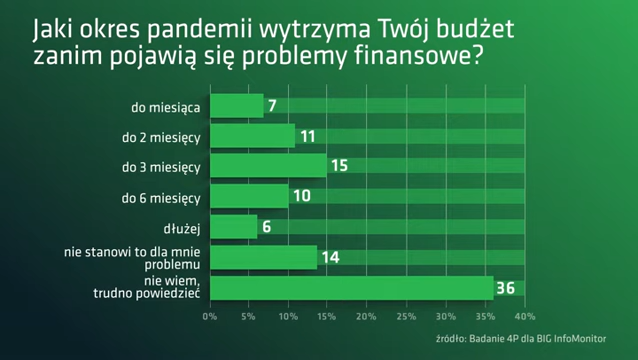 Jaki okres pandemii wytrzyma Twój budżet
zanim pojawią się problemy finansowe?
do miesiąca 7
do 2 miesięcy 11
do 3 miesięcy 15
do 6 miesięcy 10
dłużej 6
nie stanowi to dla mnie
problemu 14
nie wiem,
trudno powiedzieć 36
0% 5% 10% 15% 20% 25% 30% 35% 40%
źródło: Badanie 4P dla BIG InfoMonitor